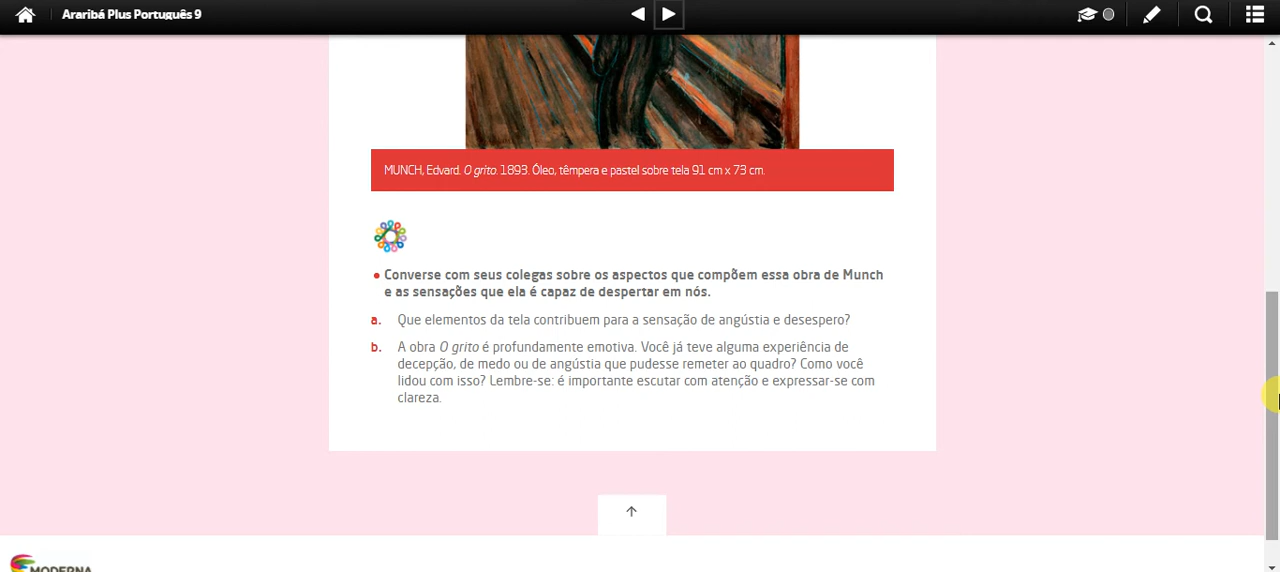 Araribá Plus Português 9
MUNCH, Edvard. O grito. 1893. Óleo, têmpera e pastel sobre tela 91 cm x 73 cm.
• Converse com seus colegas sobre os aspectos que compõem essa obra de Munch
e as sensações que ela é capaz de despertar em nós.
a. Que elementos da tela contribuem para a sensação de angústia e desespero?
b. A obra O grito é profundamente emotiva. Você já teve alguma experiência de
decepção, de medo ou de angústia que pudesse remeter ao quadro? Como você
lidou com isso? Lembre-se: é importante escutar com atenção e expressar-se com
clareza.
MODERNA